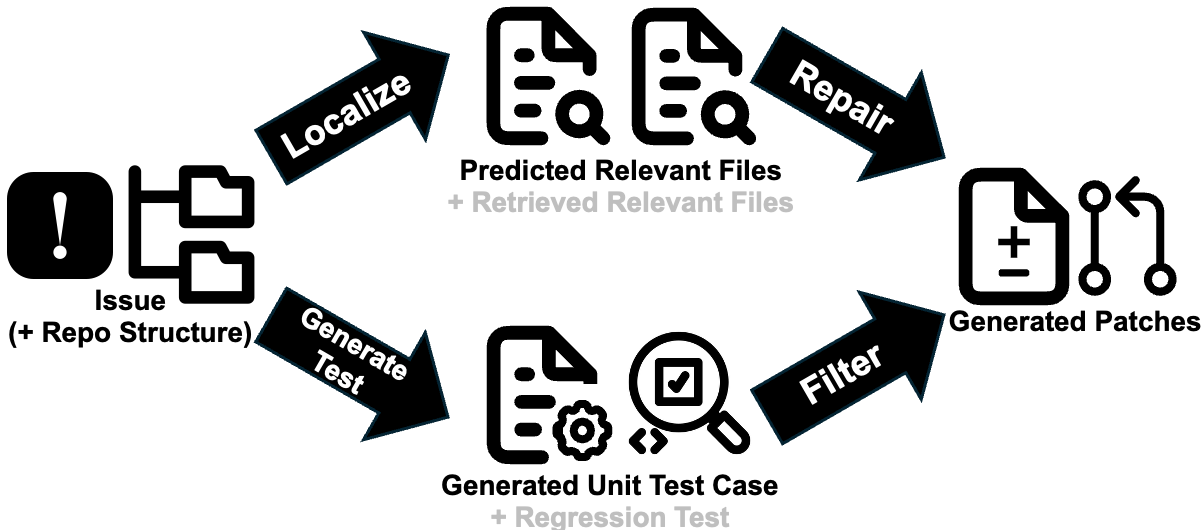 Localize
Repair
Predicted Relevant Files
+ Retrieved Relevant Files
!
Issue
(+ Repo Structure)
+
−
Generated Patches
Generate
Test
Filter
< >
Generated Unit Test Case
+ Regression Test